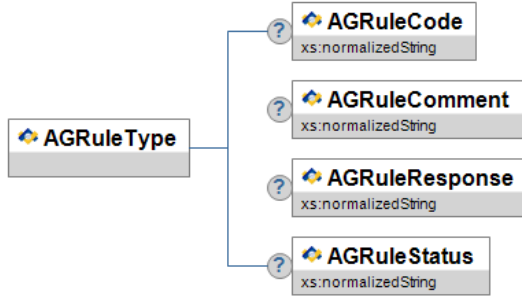 ? AGRuleCode
xs:normalizedString
? AGRuleComment
xs:normalizedString
AGRuleType
? AGRuleResponse
xs:normalizedString
? AGRuleStatus
xs:normalizedString